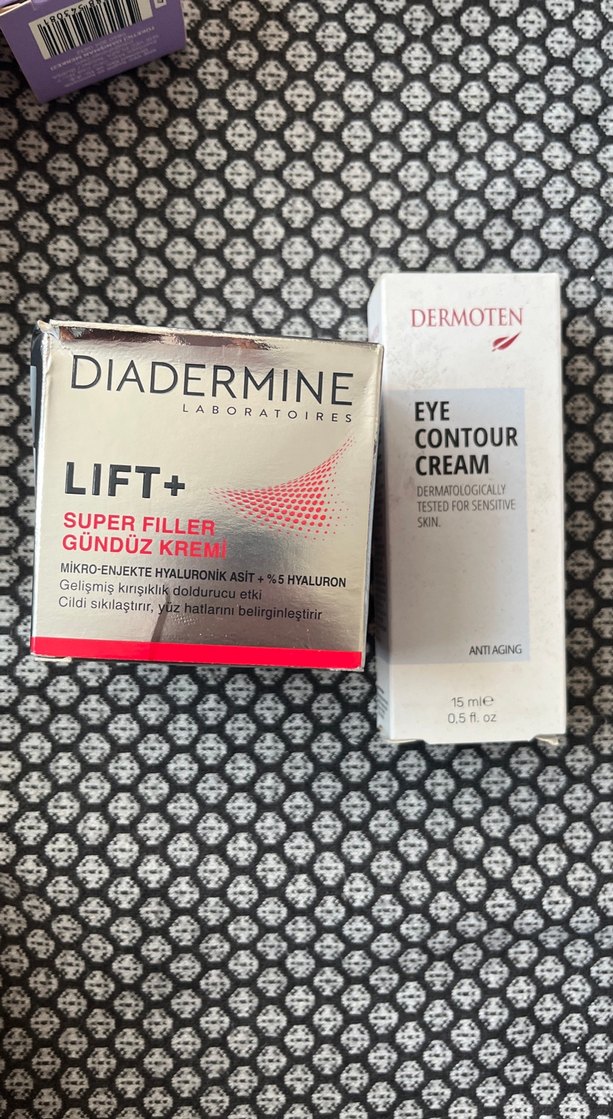 DIADERMINE
LABORATOIRES
LIFT+
SUPER FILLER
GÜNDÜZ KREMİ
MİKRO-ENJEKTE HYALURONİK ASİT + %5 HYALURON
Gelişmiş kırışıklık doldurucu etki
Cildi sıkılaştırır, yüz hatlarını belirginleştirir
DERMOTEN
EYE
CONTOUR
CREAM
DERMATOLOGICALLY
TESTED FOR SENSITIVE
SKIN.
ANTI AGING
15 ml℮
0,5 fl. oz